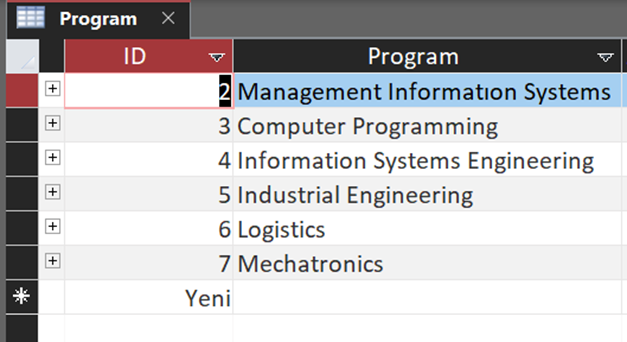 Program
ID Program
2 Management Informatıon Systems
3 Computer Programming
4 Information Systems Engineering
5 Industrial Engineering
6 Logistics
7 Mechatronics
Yeni